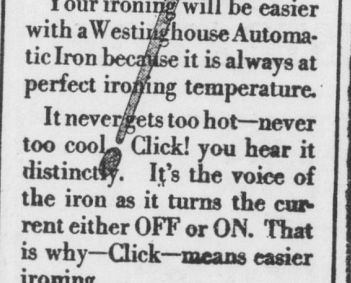 Your ironing will be easier
with a Westinghouse Automa-
tic Iron because it is always at
perfect ironing temperature.
It never gets too hot—never
too cool. Click! you hear it
distinctly. It's the voice of
the iron as it turns the cur-
rent either OFF or ON. That
is why—Click—means easier
ironing